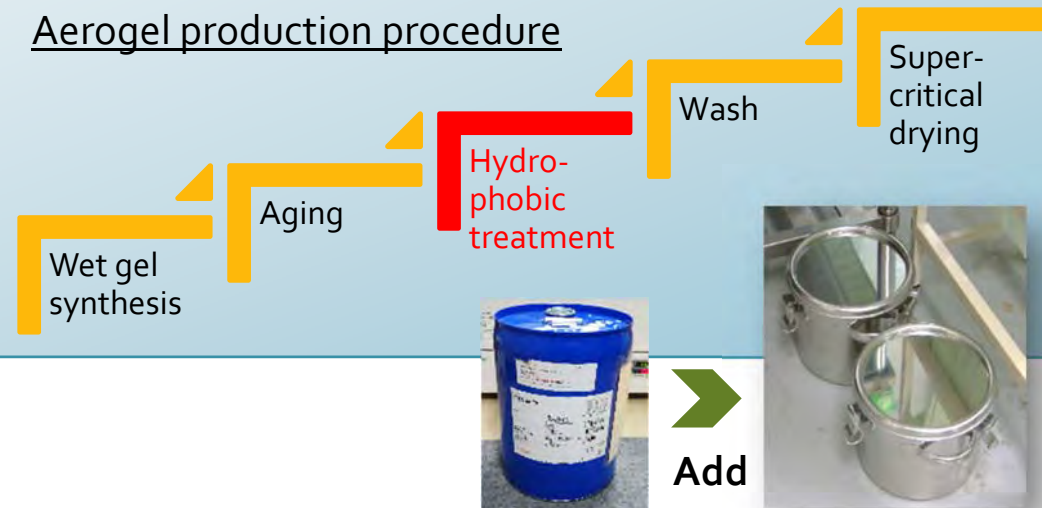 Aerogel production procedure
Wet gel
synthesis
Aging
Hydro-
phobic
treatment
Wash
Super-
critical
drying
Add